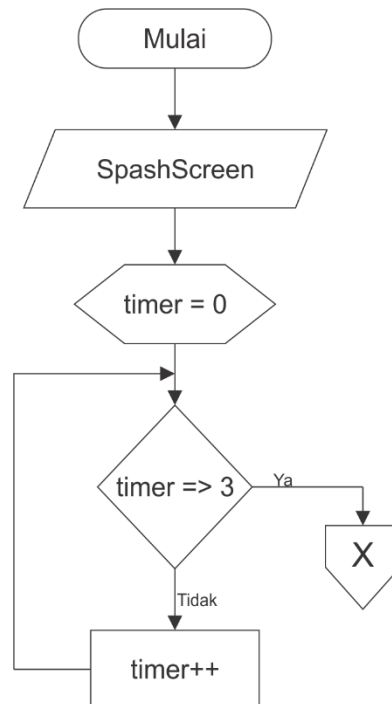 Mulai
SpashScreen
timer = 0
timer => 3
Ya
X
Tidak
timer++